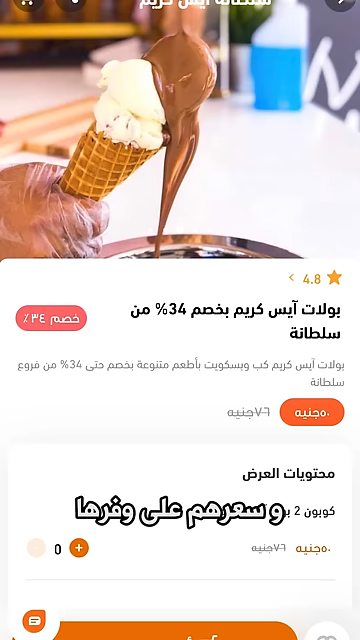 سلطانة آيس كريم
4.8
بولات آيس كريم بخصم 34% من
سلطانة
خصم ٣٤٪
بولات آيس كريم كب وبسكويت بأطعم متنوعة بخصم حتى 34% من فروع
سلطانة
٥٠جنيه
٧٦جنيه
محتويات العرض
كوبون 2
و سعرهم على وفرها
٥٠جنيه
٧٦جنيه
0